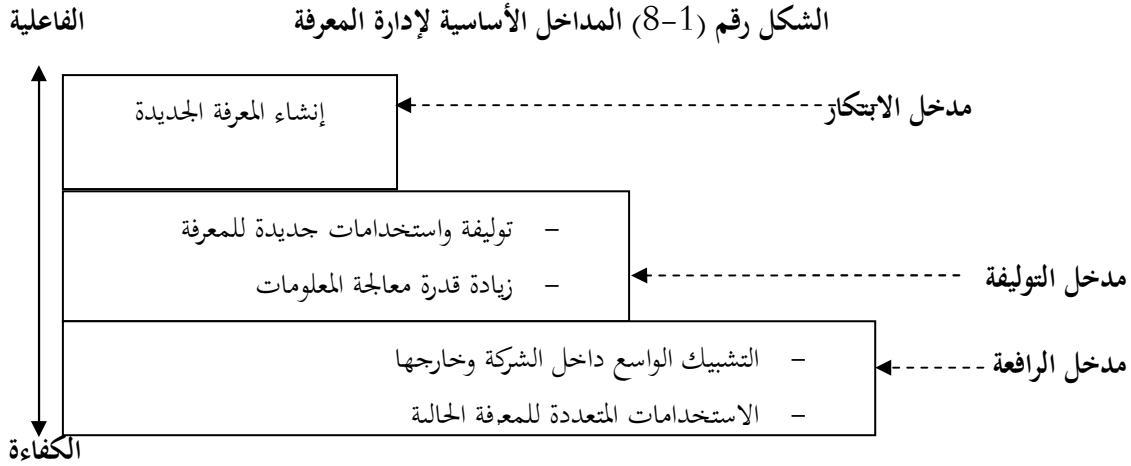 الشكل رقم (1-8) المداخل الأساسية لإدارة المعرفة
الفاعلية
إنشاء المعرفة الجديدة
مدخل الابتكار
– توليفة واستخدامات جديدة للمعرفة
– زيادة قدرة معالجة المعلومات
مدخل التوليفة
– التشبيك الواسع داخل الشركة وخارجها
– الاستخدامات المتعددة للمعرفة الحالية
مدخل الرافعة
الكفاءة